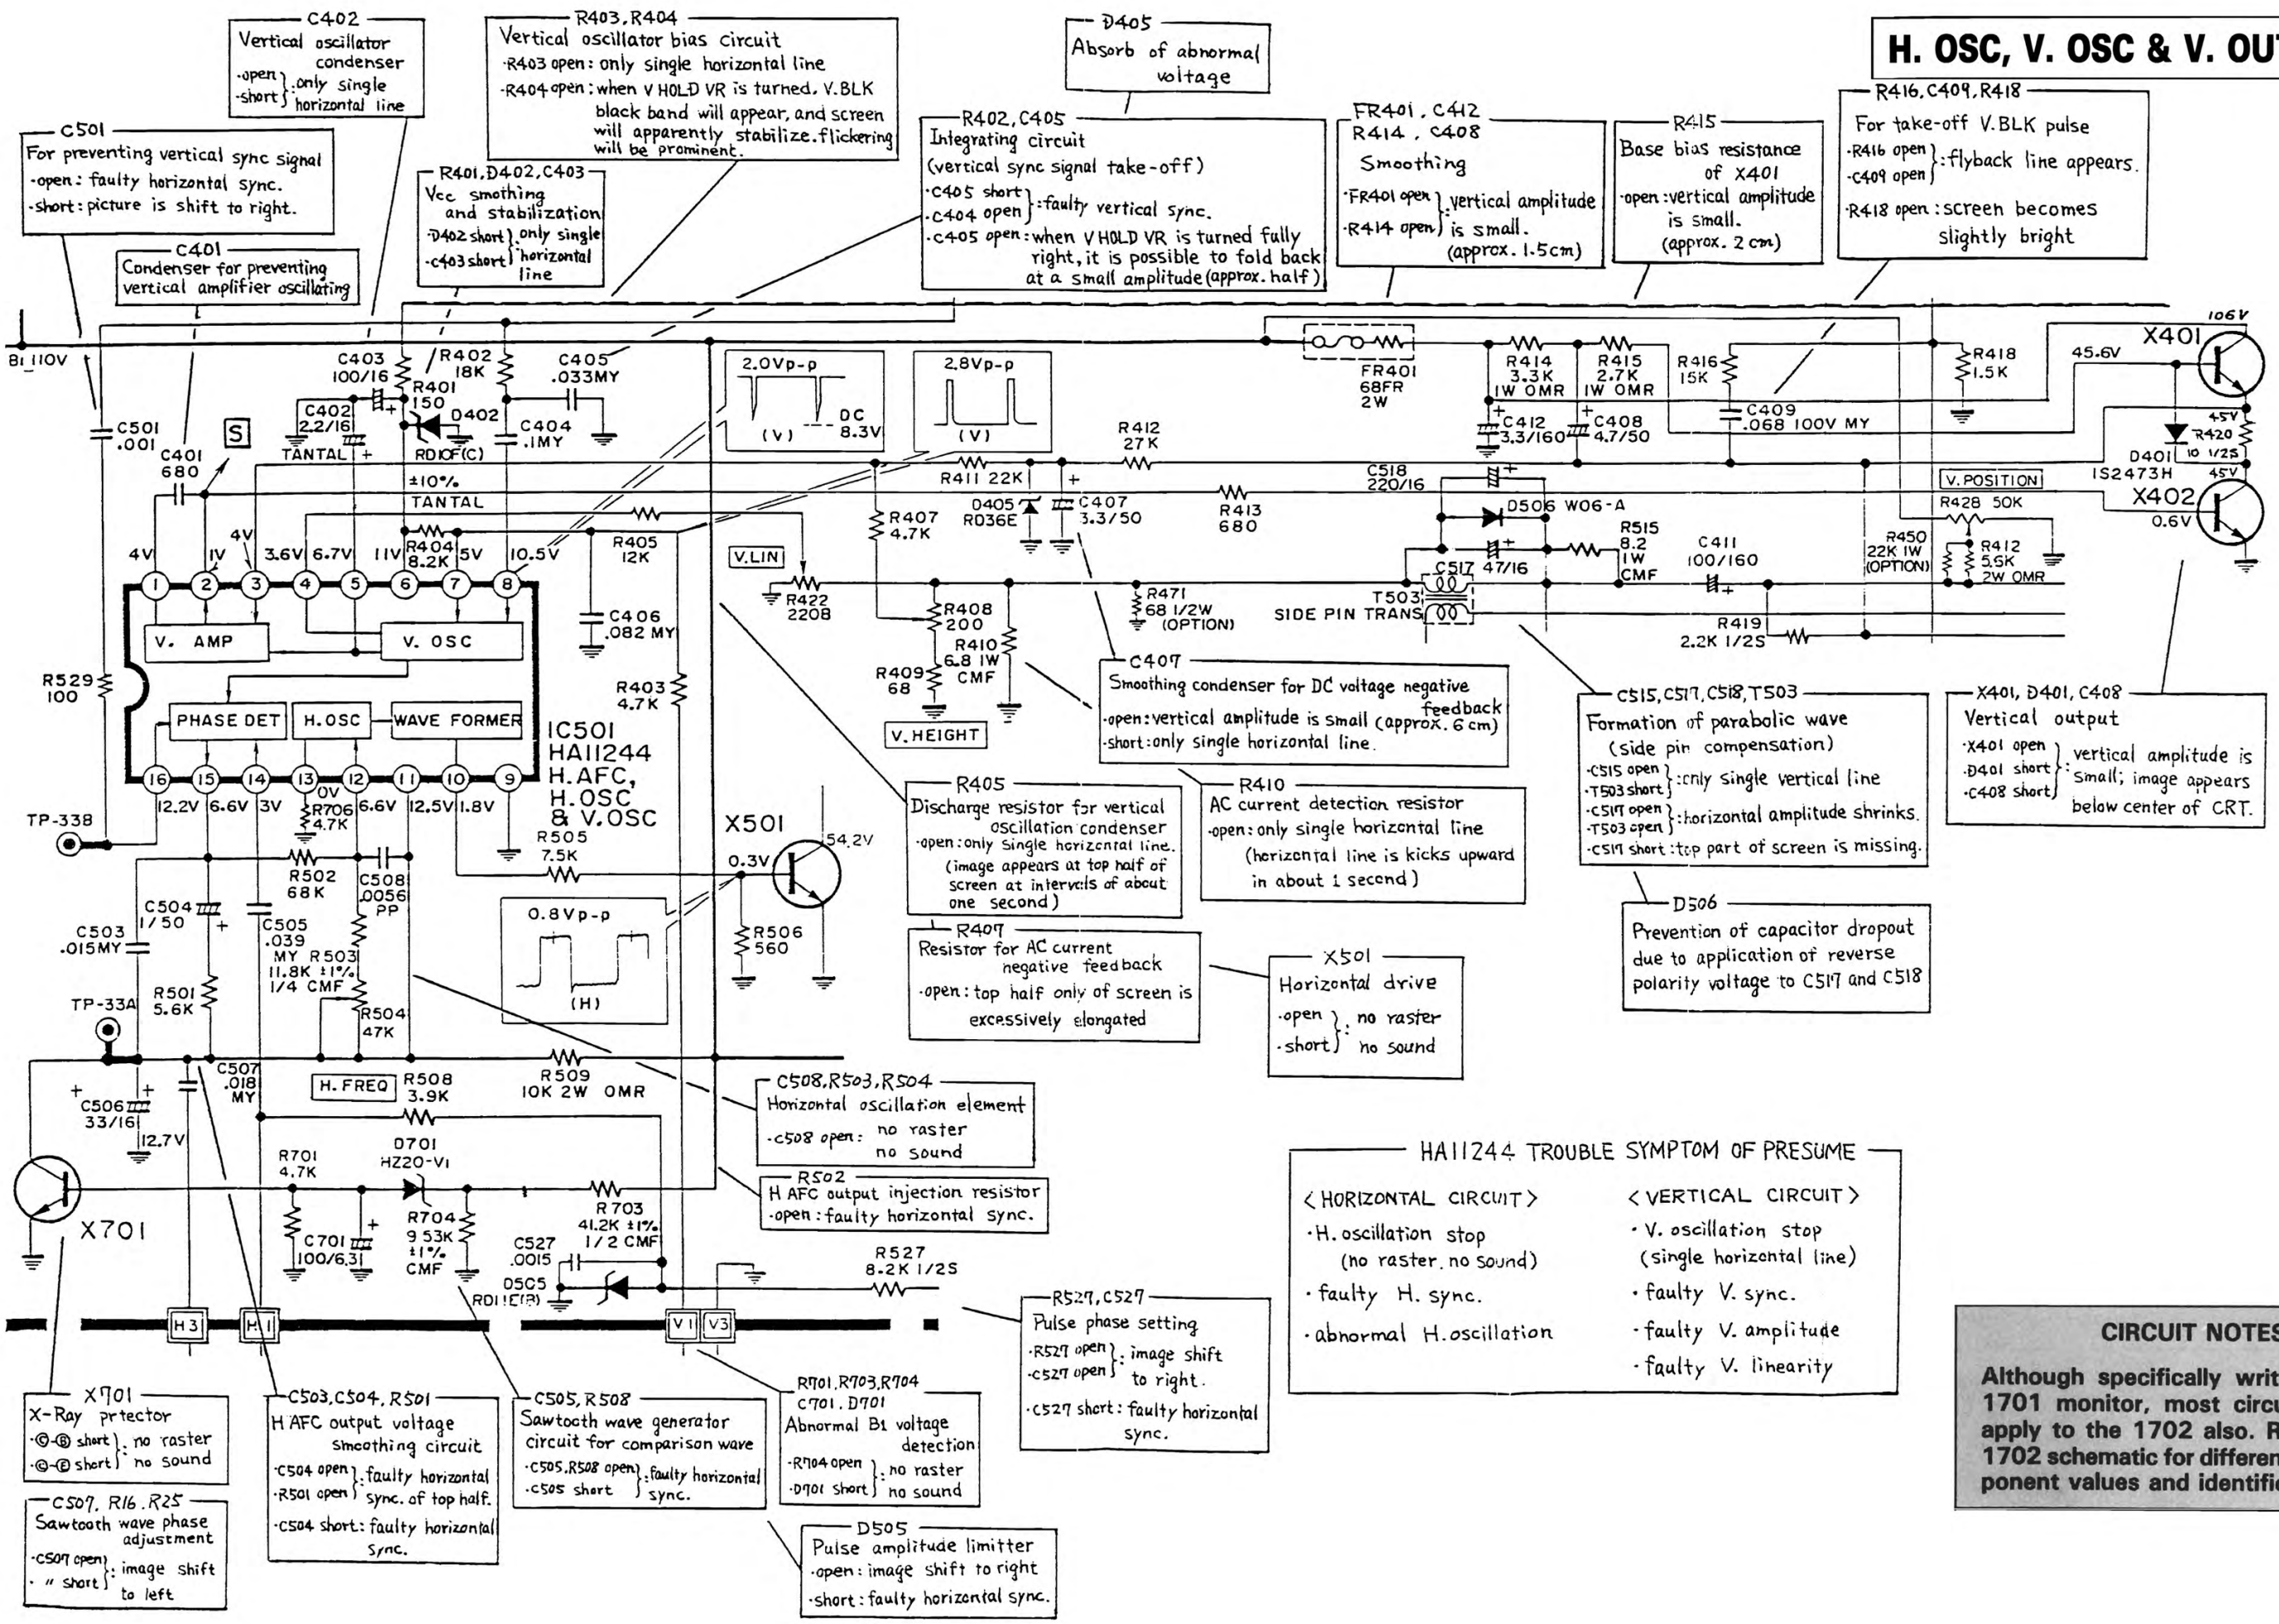 H. OSC, V. OSC & V. OUT
C402
Vertical oscillator
condenser
·open
·short
:only single
horizontal line
R403, R404
Vertical oscillator bias circuit
·R403 open: only single horizontal line
·R404 open: when V HOLD VR is turned, V.BLK
black band will appear, and screen
will apparently stabilize. flickering
will be prominent.
D405
Absorb of abnormal
voltage
C501
For preventing vertical sync signal
·open: faulty horizontal sync.
·short: picture is shift to right.
C401
Condenser for preventing
vertical amplifier oscillating
R401, D402, C403
Vcc smothing
and stabilization
·D402 short
·C403 short
only single
horizontal
line
R402, C405
Integrating circuit
(vertical sync signal take-off)
·C405 short
·C404 open
:faulty vertical sync.
·C405 open: when V HOLD VR is turned fully
right, it is possible to fold back
at a small amplitude (approx. half)
FR401, C412
R414, C408
Smoothing
·FR401 open
·R414 open
:vertical amplitude
is small.
(approx. 1.5cm)
R415
Base bias resistance
of X401
·open: vertical amplitude
is small.
(approx. 2 cm)
R416, C409, R418
For take-off V.BLK pulse
·R416 open
·C409 open
:flyback line appears.
·R418 open: screen becomes
slightly bright
B1 110V
C501
.001
C401
680
S
C403
100/16
C402
2.2/16
TANTAL
R401
150
D402
RD10F(C)
±10%
TANTAL
R402
18K
C405
.033MY
C404
.1MY
2.0Vp-p
(V)
DC
8.3V
2.8Vp-p
(V)
FR401
68FR
2W
R414
3.3K
1W OMR
R415
2.7K
1W OMR
R416
15K
R418
1.5K
C412
3.3/160
C408
4.7/50
C409
.068 100V MY
106V
X401
45.6V
45V
R420
10 1/2S
D401
1S2473H
45V
X402
0.6V
V.POSITION
R428 50K
R412
27K
R411 22K
D405
RD36E
C407
3.3/50
R413
680
C518
220/16
D506 W06-A
R515
8.2
1W
CMF
C517 47/16
C411
100/160
R450
22K 1W
(OPTION)
R412
5.6K
2W OMR
R407
4.7K
R405
12K
V.LIN
R422
220B
R408
200
R410
6.8 1W
CMF
R409
68
V.HEIGHT
R471
68 1/2W
(OPTION)
T503
SIDE PIN TRANS
R419
2.2K 1/2S
4V
1V
4V
3.6V
6.7V
11V
R404
8.2K
5V
10.5V
1 2 3 4 5 6 7 8
V. AMP
V. OSC
PHASE DET
H.OSC
WAVE FORMER
16 15 14 13 12 11 10 9
12.2V
6.6V
3V
0V
6.6V
12.5V
1.8V
IC501
HA11244
H.AFC,
H.OSC
& V.OSC
C406
.082 MY
R403
4.7K
R529
100
TP-33B
R706
4.7K
R505
7.5K
X501
54.2V
0.3V
R506
560
0.8Vp-p
(H)
R502
68K
C508
.0056
PP
C504
1/50
C503
.015MY
C505
.039
MY
R503
11.8K ±1%
1/4 CMF
R501
5.6K
R504
47K
TP-33A
C507
.018
MY
H. FREQ
R508
3.9K
R509
10K 2W OMR
C506
33/16
12.7V
X701
R701
4.7K
D701
HZ20-V1
C701
100/6.3
R704
9.53K
±1%
CMF
R703
41.2K ±1%
1/2 CMF
C527
.0015
D505
RD11E(B)
R527
8.2K 1/2S
H3
H1
V1
V3
C407
Smoothing condenser for DC voltage negative
feedback
·open: vertical amplitude is small (approx. 6 cm)
·short: only single horizontal line.
R405
Discharge resistor for vertical
oscillation condenser
·open: only single horizontal line.
(image appears at top half of
screen at intervals of about
one second)
R410
AC current detection resistor
·open: only single horizontal line
(horizontal line is kicks upward
in about 1 second)
R407
Resistor for AC current
negative feedback
·open: top half only of screen is
excessively elongated
X501
Horizontal drive
·open
·short
: no raster
no sound
C515, C517, C518, T503
Formation of parabolic wave
(side pin compensation)
·C515 open
·T503 short
:only single vertical line
·C517 open
·T503 open
:horizontal amplitude shrinks.
·C517 short: top part of screen is missing.
X401, D401, C408
Vertical output
·X401 open
·D401 short
·C408 short
: vertical amplitude is
small; image appears
below center of CRT.
D506
Prevention of capacitor dropout
due to application of reverse
polarity voltage to C517 and C518
C508, R503, R504
Horizontal oscillation element
·C508 open: no raster
no sound
R502
H AFC output injection resistor
·open: faulty horizontal sync.
R527, C527
Pulse phase setting
·R527 open
·C527 open
: image shift
to right.
·C527 short: faulty horizontal
sync.
HA11244 TROUBLE SYMPTOM OF PRESUME
<HORIZONTAL CIRCUIT>
·H. oscillation stop
(no raster, no sound)
· faulty H. sync.
· abnormal H.oscillation
<VERTICAL CIRCUIT>
· V. oscillation stop
(single horizontal line)
· faulty V. sync.
· faulty V. amplitude
· faulty V. linearity
X701
X-Ray prtector
·Ⓒ-Ⓑ short
·Ⓒ-Ⓔ short
: no raster
no sound
C507, R16, R25
Sawtooth wave phase
adjustment
·C507 open
· " short
: image shift
to left
C503, C504, R501
H AFC output voltage
smoothing circuit
·C504 open
·R501 open
: faulty horizontal
sync. of top half.
·C504 short: faulty horizontal
sync.
C505, R508
Sawtooth wave generator
circuit for comparison wave
·C505, R508 open
·C505 short
: faulty horizontal
sync.
R701, R703, R704
C701, D701
Abnormal B1 voltage
detection
·R704 open
·D701 short
: no raster
no sound
D505
Pulse amplitude limitter
·open: image shift to right
·short: faulty horizontal sync.
CIRCUIT NOTES
Although specifically writ
1701 monitor, most circu
apply to the 1702 also. R
1702 schematic for differen
ponent values and identifi